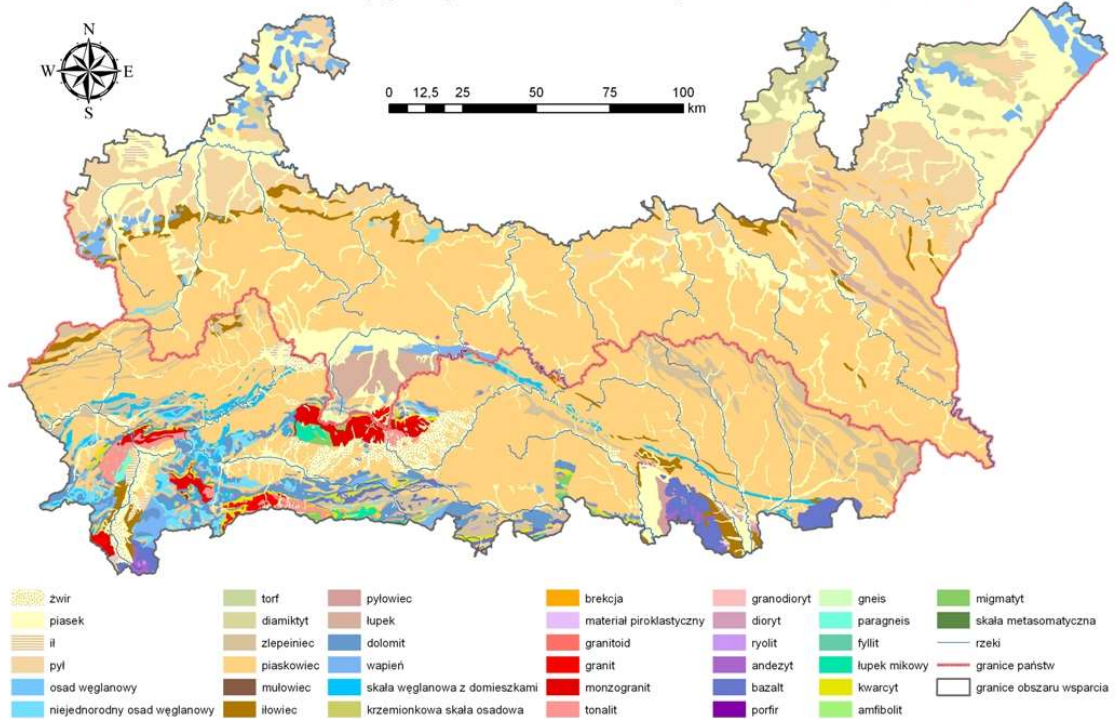 N
W E
S
0 12,5 25 50 75 100
km
żwir
piasek
ił
pył
osad węglanowy
niejednorodny osad węglanowy
torf
diamiktyt
zlepeiniec
piaskowiec
mułowiec
iłowiec
pyłowiec
łupek
dolomit
wapień
skała węglanowa z domieszkami
krzemionkowa skała osadowa
brekcja
materiał piroklastyczny
granitoid
granit
monzogranit
tonalit
granodioryt
dioryt
ryolit
andezyt
bazalt
porfir
gneis
paragneis
fyllit
łupek mikowy
kwarcyt
amfibolit
migmatyt
skała metasomatyczna
rzeki
granice państw
granice obszaru wsparcia